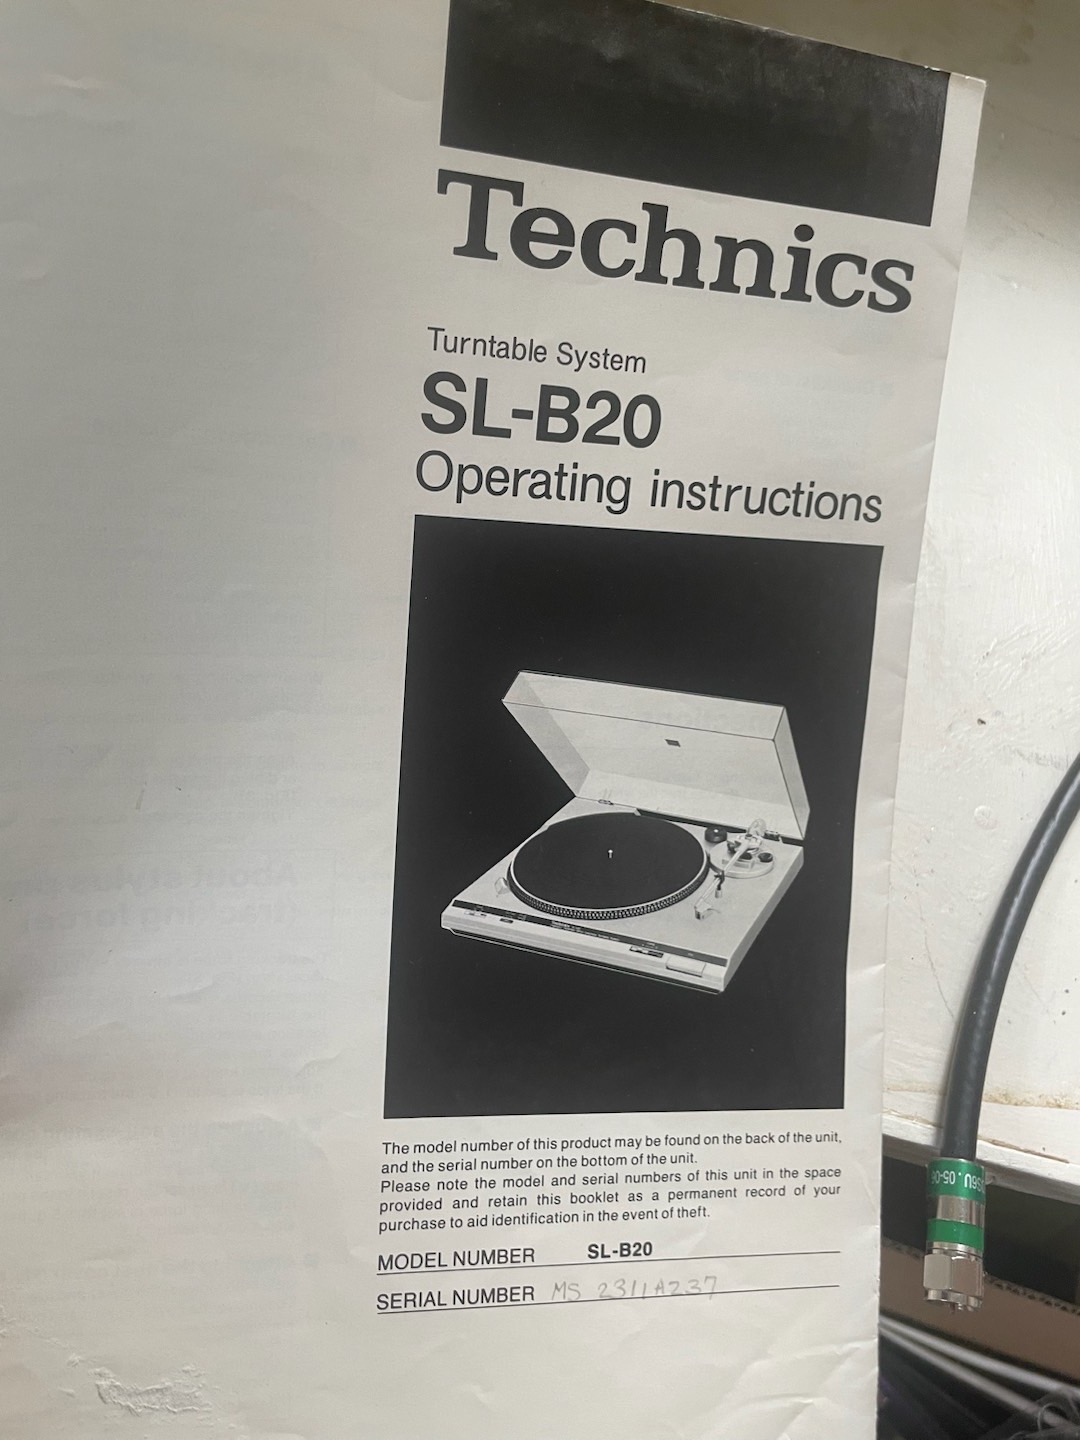 Technics
Turntable System
SL-B20
Operating instructions
The model number of this product may be found on the back of the unit,
and the serial number on the bottom of the unit.
Please note the model and serial numbers of this unit in the space
provided and retain this booklet as a permanent record of your
purchase to aid identification in the event of theft.
MODEL NUMBER SL-B20
SERIAL NUMBER MS 2311A237